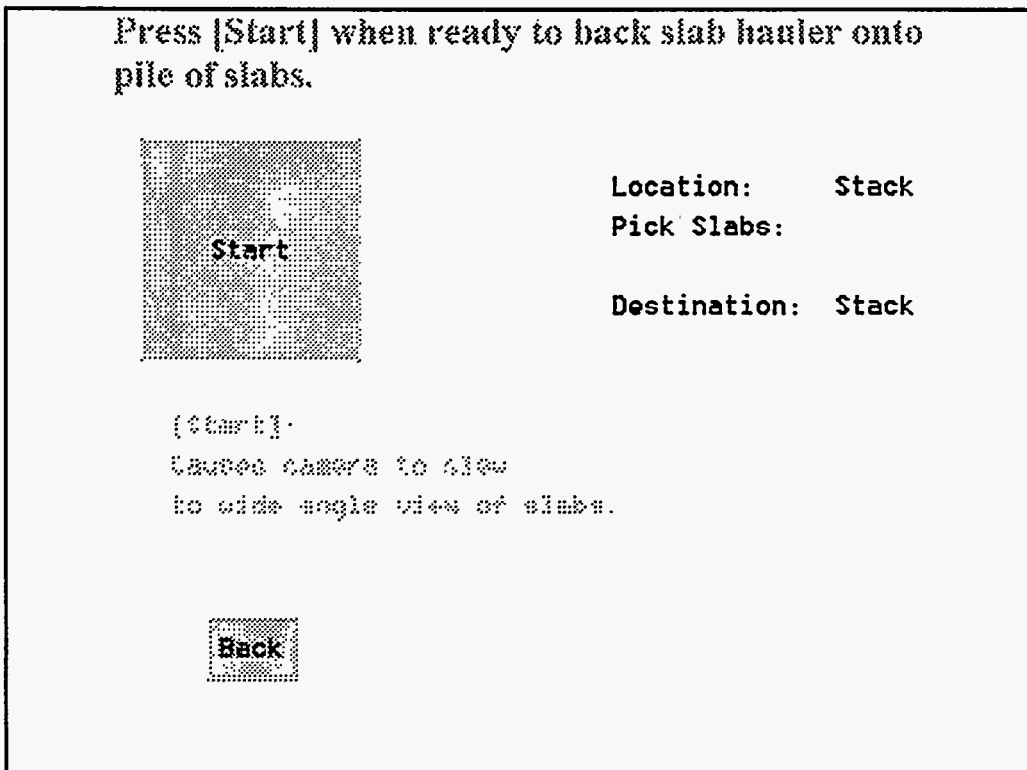 Press [Start] when ready to back slab hauler onto
pile of slabs.
Location: Stack
Pick Slabs:
Start
Destination: Stack
[Start]:
Causes camera to slew
to wide angle view of slabs.
Back